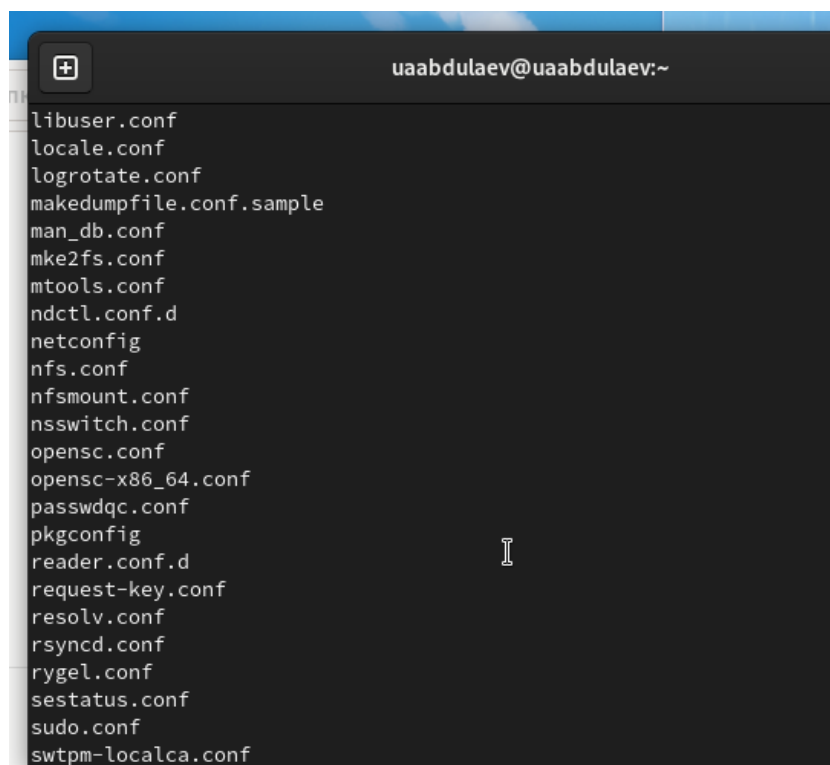 uaabdulaev@uaabdulaev:~
libuser.conf
locale.conf
logrotate.conf
makedumpfile.conf.sample
man_db.conf
mke2fs.conf
mtools.conf
ndctl.conf.d
netconfig
nfs.conf
nfsmount.conf
nsswitch.conf
opensc.conf
opensc-x86_64.conf
passwdqc.conf
pkgconfig
reader.conf.d
request-key.conf
resolv.conf
rsyncd.conf
rygel.conf
sestatus.conf
sudo.conf
swtpm-localca.conf